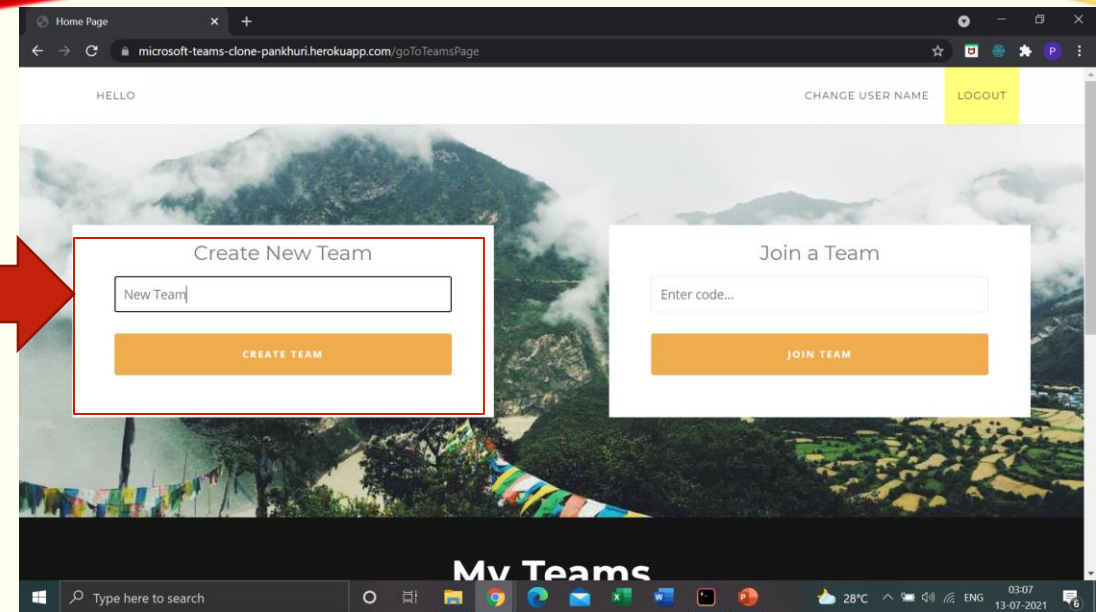 Home Page
microsoft-teams-clone-pankhuri.herokuapp.com/goToTeamsPage
P
HELLO
CHANGE USER NAME
LOGOUT
Create New Team
New Team
CREATE TEAM
Join a Team
Enter code...
JOIN TEAM
My Teams
Type here to search
28°C
ENG
03:07
13-07-2021
6